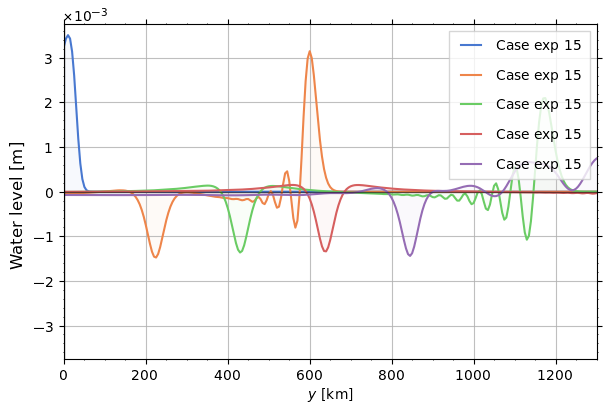 ×10⁻³
Water level [m]
3
2
1
0
−1
−2
−3
Case exp 15
Case exp 15
Case exp 15
Case exp 15
Case exp 15
0 200 400 600 800 1000 1200
y [km]